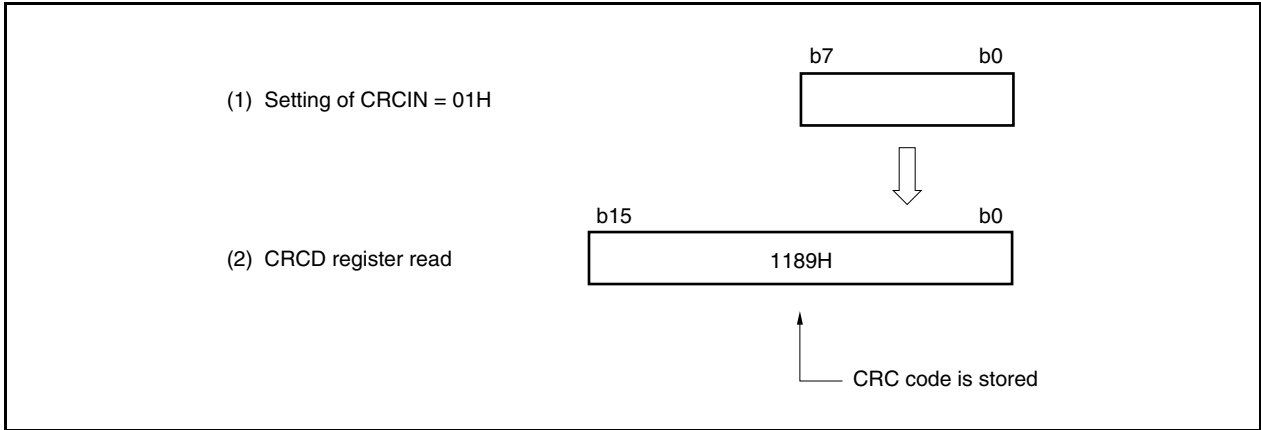 b7 b0
(1) Setting of CRCIN = 01H
b15 b0
(2) CRCD register read 1189H
CRC code is stored